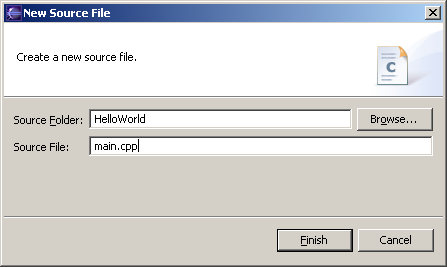 New Source File
Create a new source file.
C
Source Folder: HelloWorld Browse...
Source File: main.cpp
Finish Cancel